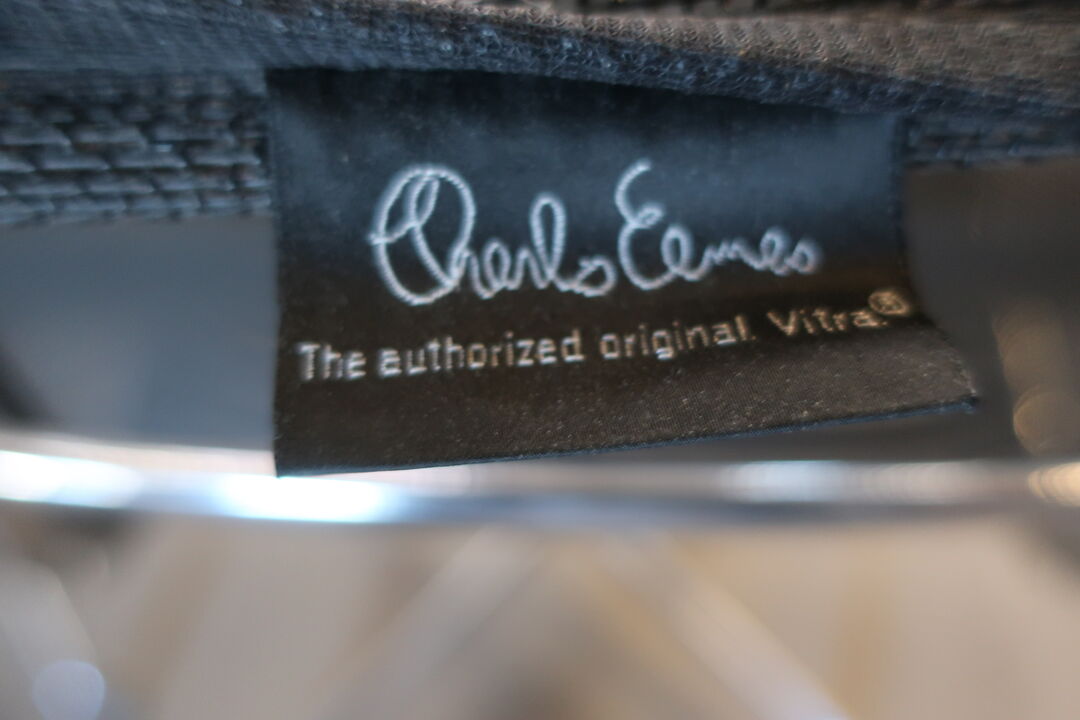 Charles Eames
The authorized original. Vitra.®